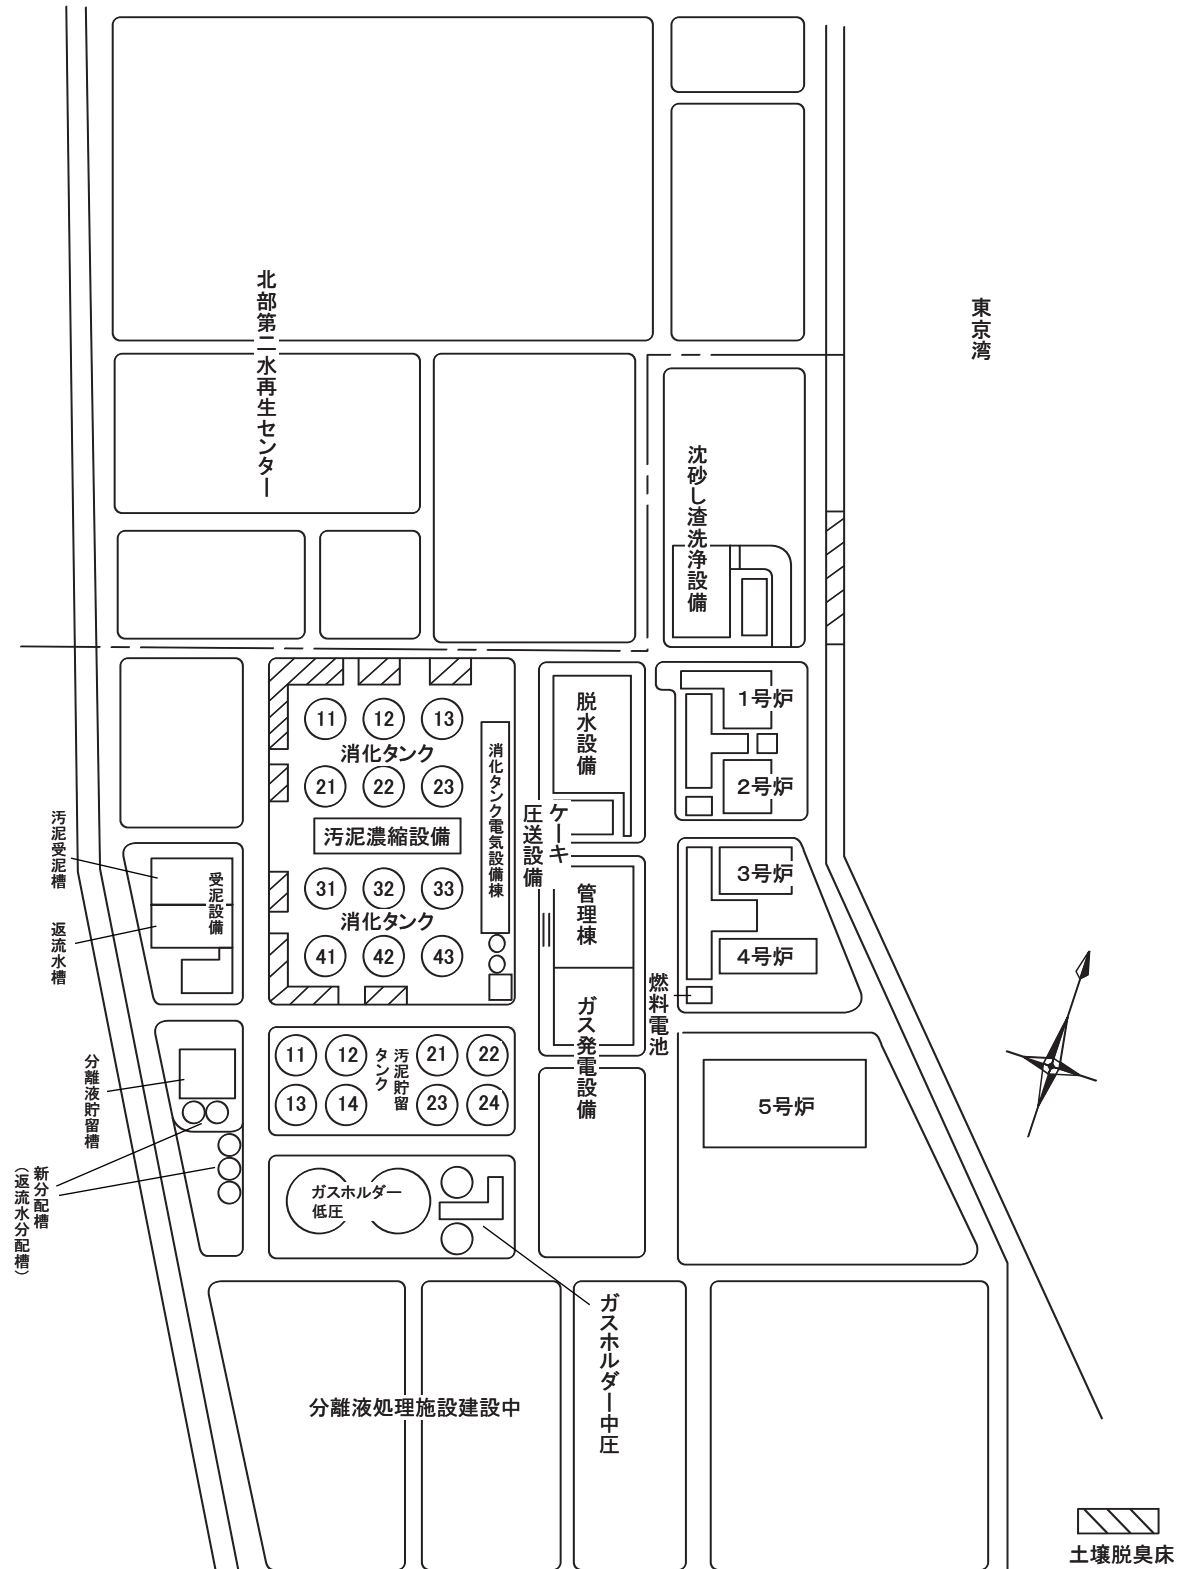 北部第二水再生センター
東京湾
沈砂し渣洗浄設備
11
12
13
消化タンク
21
22
23
汚泥濃縮設備
31
32
33
消化タンク
41
42
43
消化タンク電気設備棟
脱水設備
ケーキ
圧送設備
管理棟
ガス発電設備
1号炉
2号炉
3号炉
4号炉
燃料電池
5号炉
汚泥受泥槽
受泥設備
返流水槽
分離液貯留槽
新分配槽
(返流水分配槽)
11
12
汚泥貯留
タンク
21
22
13
14
23
24
ガスホルダー
低圧
ガスホルダー中圧
分離液処理施設建設中
土壌脱臭床